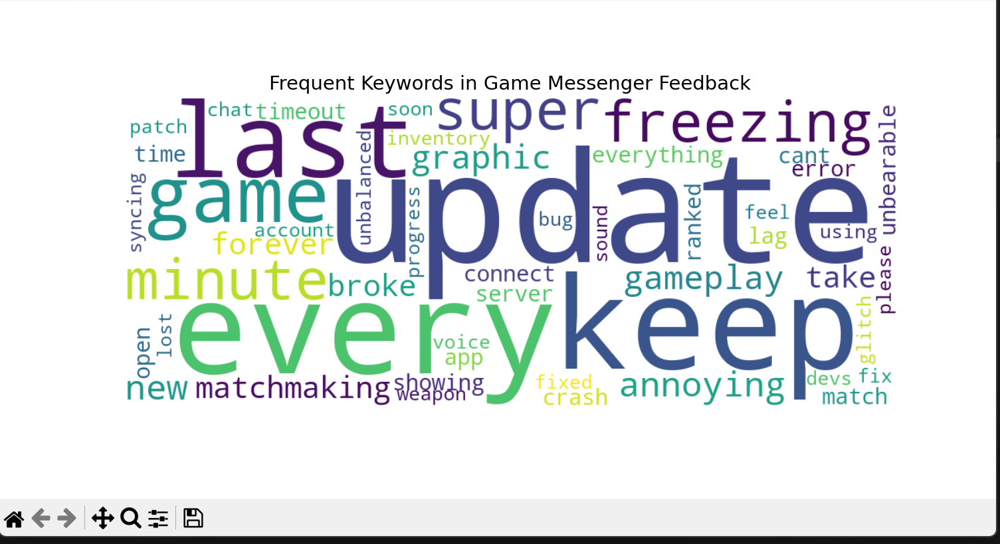 Frequent Keywords in Game Messenger Feedback
last
chat
timeout
soon
super
freezing
patch
time
inventory
graphic
everything
cant
error
unbearable
unbalanced
syncing
game
update
progress
bug
sound
ranked
feel
lag
using
account
forever
minute
broke
connect
server
gameplay
take
please
every
keep
open
lost
voice
app
glitch
new
matchmaking
showing
weapon
fixed
crash
annoying
devs
fix
match